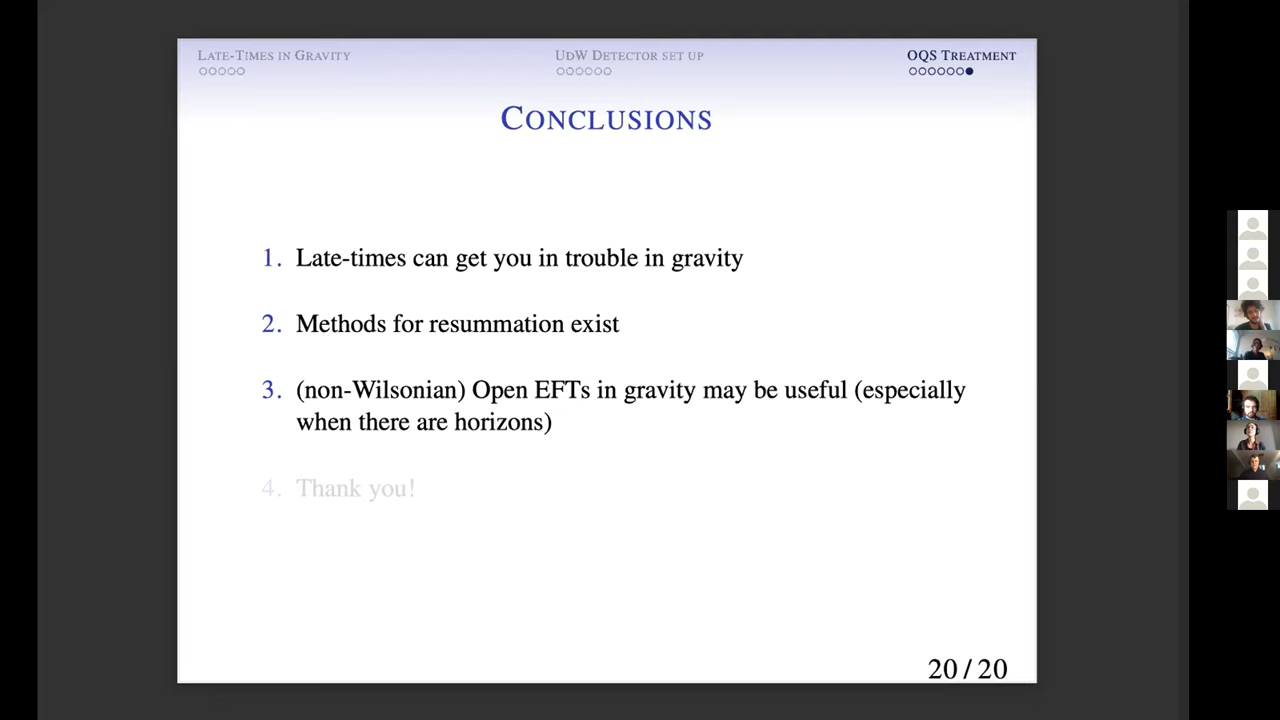 LATE-TIMES IN GRAVITY
UDW DETECTOR SET UP
OQS TREATMENT
CONCLUSIONS
1. Late-times can get you in trouble in gravity
2. Methods for resummation exist
3. (non-Wilsonian) Open EFTs in gravity may be useful (especially
when there are horizons)
4. Thank you!
20 / 20